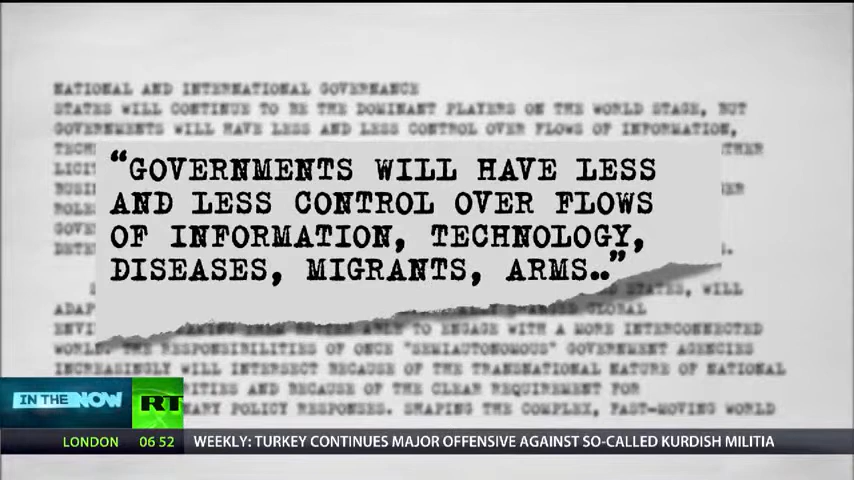 NATIONAL AND INTERNATIONAL GOVERNANCE
STATES WILL CONTINUE TO BE THE DOMINANT PLAYERS ON THE WORLD STAGE, BUT
GOVERNMENTS WILL HAVE LESS AND LESS CONTROL OVER FLOWS OF INFORMATION,
“GOVERNMENTS WILL HAVE LESS
AND LESS CONTROL OVER FLOWS
OF INFORMATION, TECHNOLOGY,
DISEASES, MIGRANTS, ARMS..”
STATES, WILL
GLOBAL
TO ENGAGE WITH A MORE INTERCONNECTED
WORLD. THE RESPONSIBILITIES OF ONCE "SEMIAUTONOMOUS" GOVERNMENT AGENCIES
INCREASINGLY WILL INTERSECT BECAUSE OF THE TRANSNATIONAL NATURE OF NATIONAL
AND BECAUSE OF THE CLEAR REQUIREMENT FOR
POLICY RESPONSES. SHAPING THE COMPLEX, FAST-MOVING WORLD
IN THE NOW RT
LONDON 06 52 WEEKLY: TURKEY CONTINUES MAJOR OFFENSIVE AGAINST SO-CALLED KURDISH MILITIA